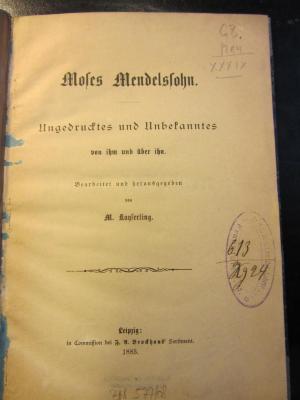 Moses Mendelssohn.
Ungedrucktes und Unbekanntes
von ihm und über ihn.
Bearbeitet und herausgegeben
von
M. Kayserling.
613
Leipzig:
in Commission bei F. A. Brockhaus' Sortiment.
1883.